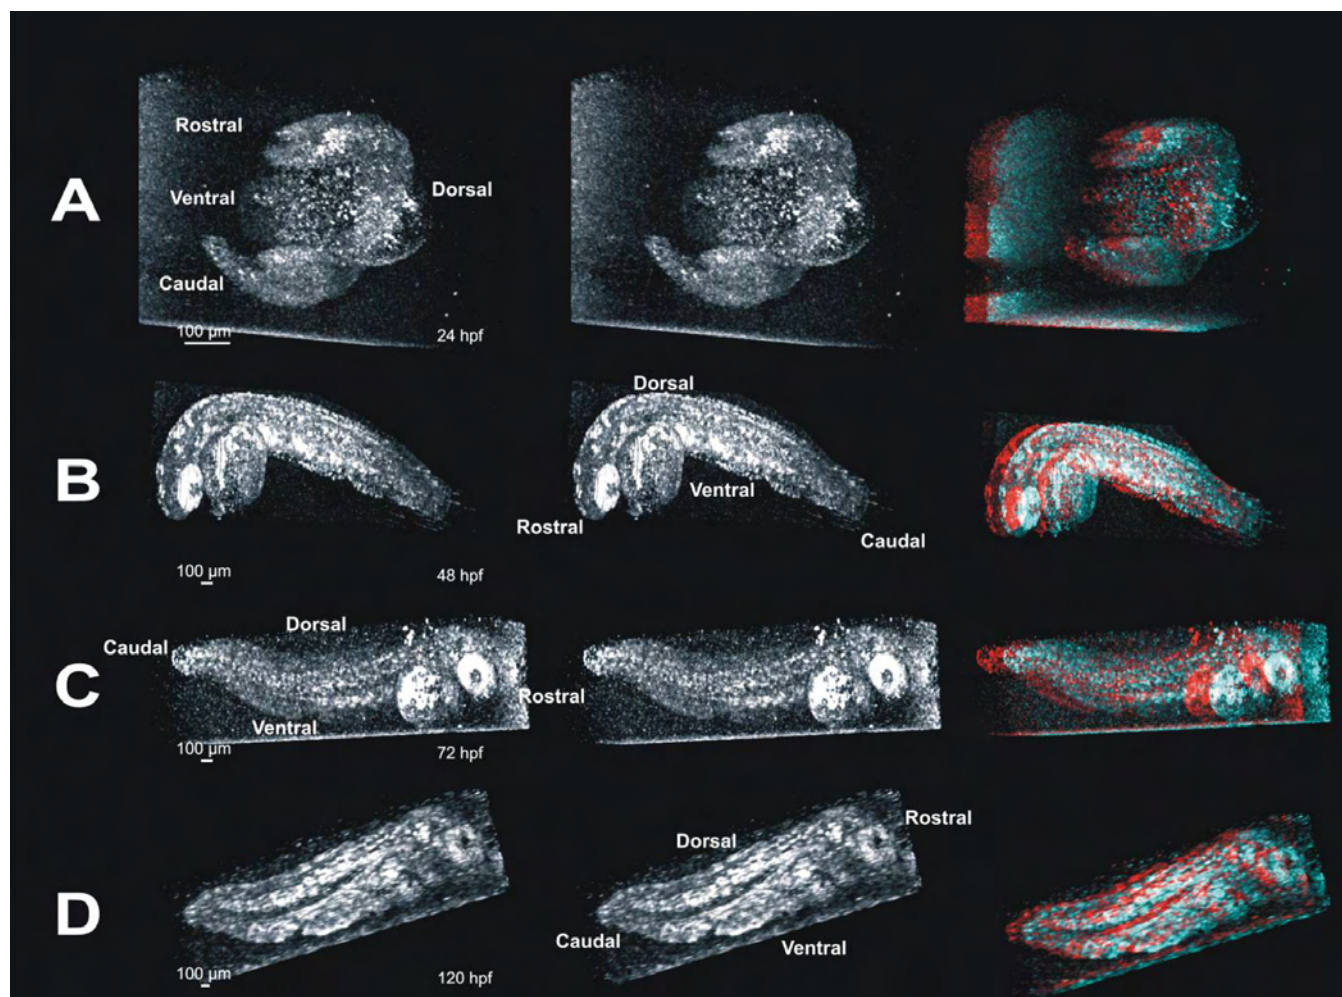 A
Rostral
Ventral
Dorsal
Caudal
100 µm
24 hpf
B
Dorsal
Ventral
Rostral
Caudal
100 µm
48 hpf
C
Caudal
Dorsal
Rostral
Ventral
100 µm
72 hpf
D
Rostral
Dorsal
Caudal
Ventral
100 µm
120 hpf